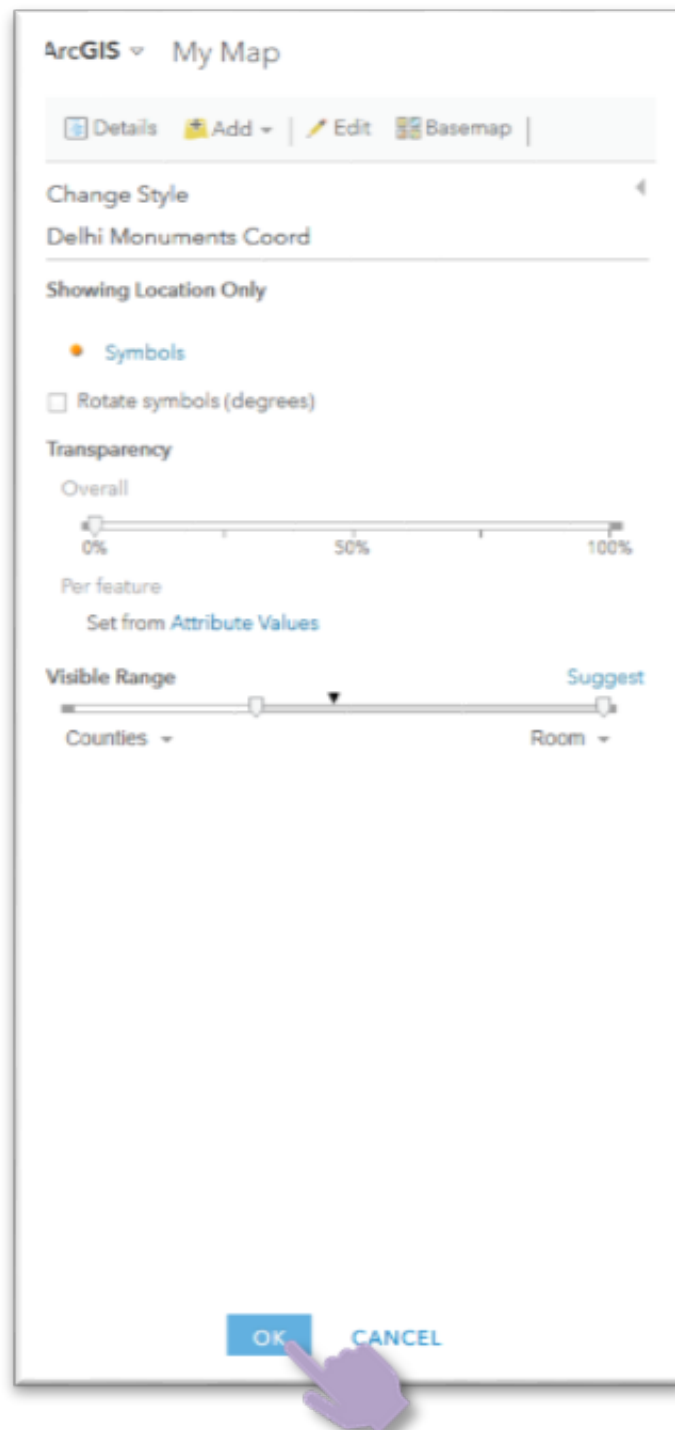 ArcGIS My Map
Details Add Edit Basemap
Change Style
Delhi Monuments Coord
Showing Location Only
Symbols
Rotate symbols (degrees)
Transparency
Overall
0% 50% 100%
Per feature
Set from Attribute Values
Visible Range Suggest
Counties Room
OK CANCEL